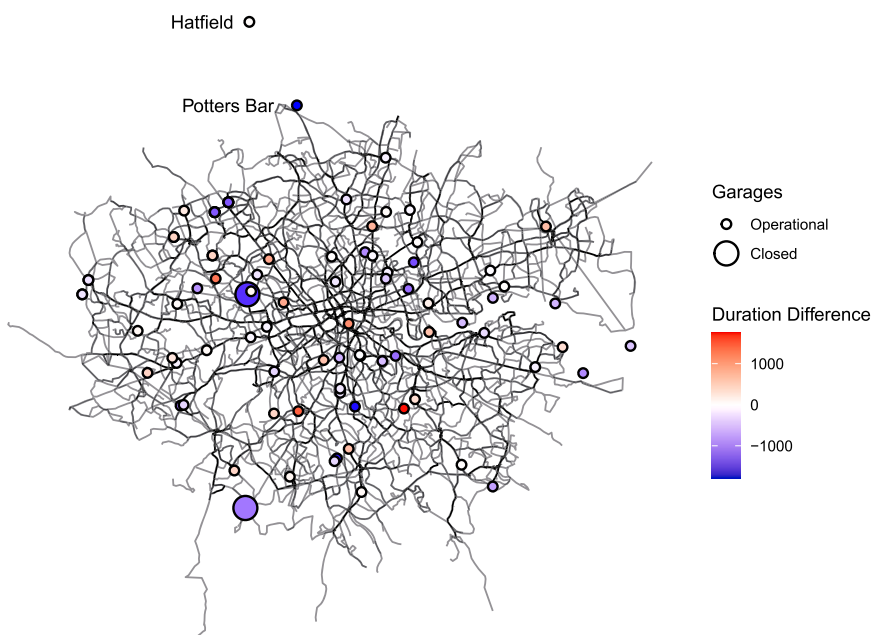 Hatfield
Potters Bar
Garages
Operational
Closed
Duration Difference
1000
0
−1000